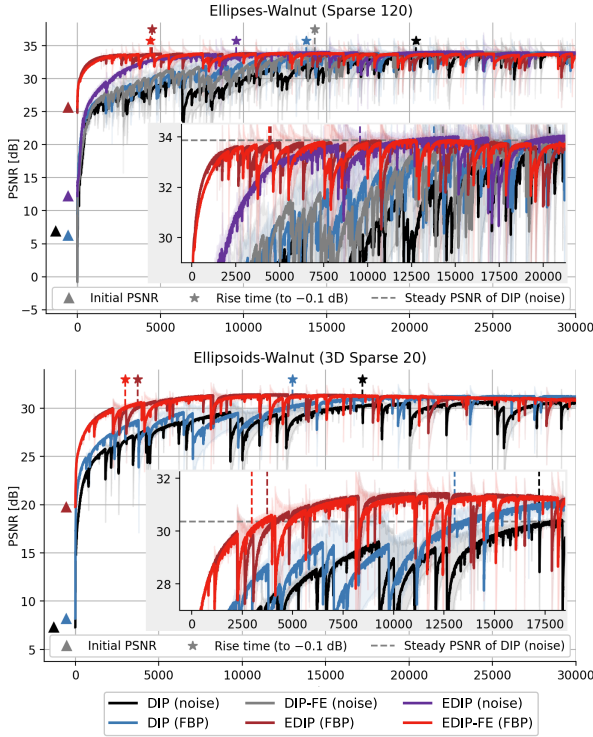 Ellipses-Walnut (Sparse 120)
35
30
25
20
15
10
5
0
−5
PSNR [dB]
34
32
30
0 2500 5000 7500 10000 12500 15000 17500 20000
Initial PSNR Rise time (to −0.1 dB) Steady PSNR of DIP (noise)
0 5000 10000 15000 20000 25000 30000
Ellipsoids-Walnut (3D Sparse 20)
30
25
20
15
10
5
PSNR [dB]
32
30
28
0 2500 5000 7500 10000 12500 15000 17500
Initial PSNR Rise time (to −0.1 dB) Steady PSNR of DIP (noise)
0 5000 10000 15000 20000 25000 30000
DIP (noise) DIP-FE (noise) EDIP (noise)
DIP (FBP) EDIP (FBP) EDIP-FE (FBP)